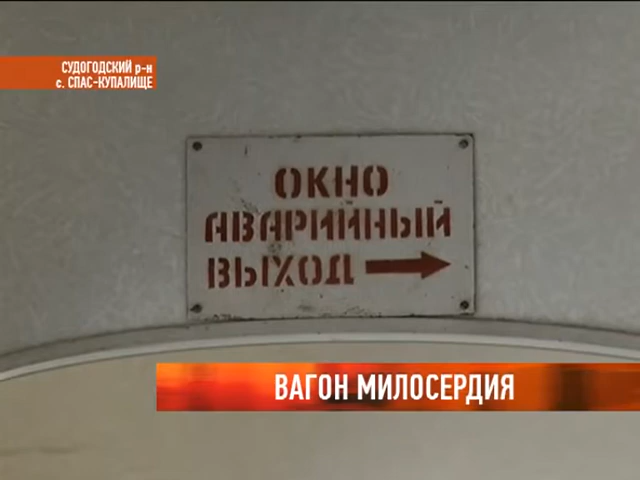 СУДОГОДСКИЙ р-н
с. СПАС-КУПАЛИЩЕ
ОКНО
АВАРИЙНЫЙ
ВЫХОД
ВАГОН МИЛОСЕРДИЯ